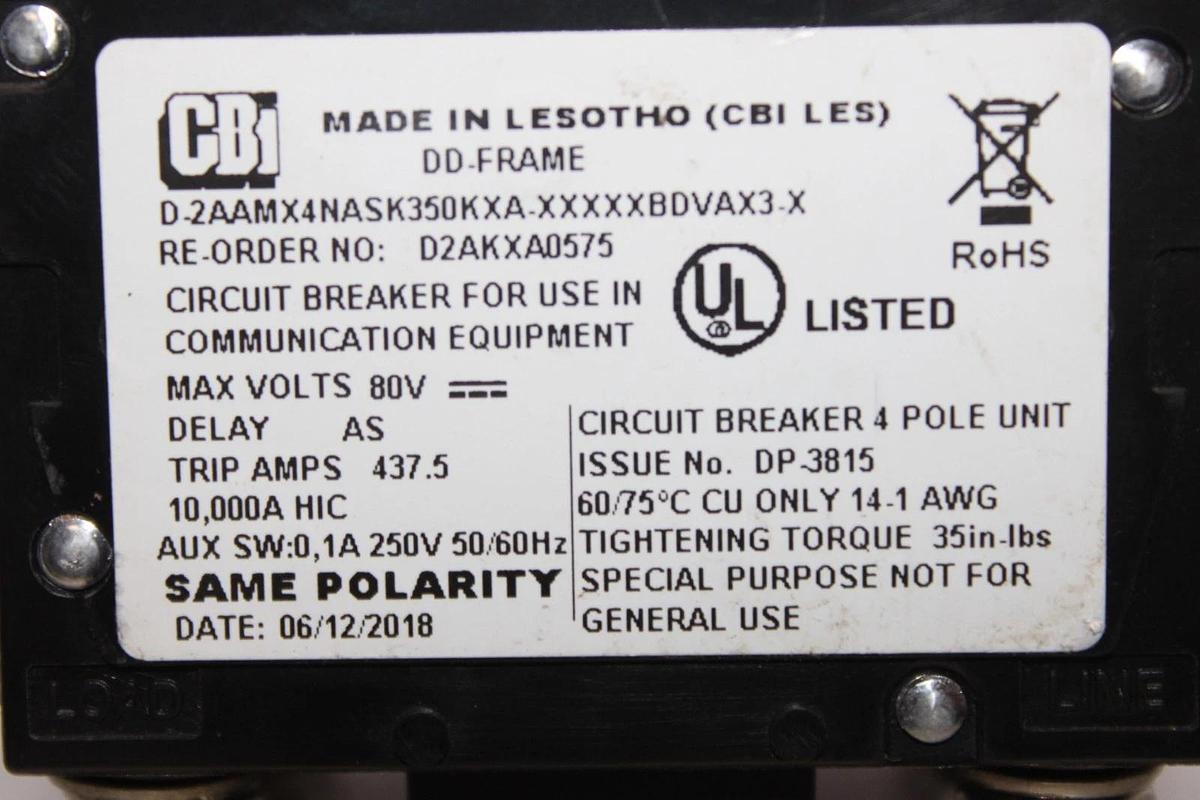 CBi
MADE IN LESOTHO (CBI LES)
DD-FRAME
D-2AAMX4NASK350KXA-XXXXXBDVAX3-X
RE-ORDER NO: D2AKXA0575
RoHS
CIRCUIT BREAKER FOR USE IN
COMMUNICATION EQUIPMENT
UL LISTED
MAX VOLTS 80V
DELAY AS
TRIP AMPS 437.5
10,000A HIC
AUX SW:0,1A 250V 50/60Hz
SAME POLARITY
DATE: 06/12/2018
CIRCUIT BREAKER 4 POLE UNIT
ISSUE No. DP-3815
60/75°C CU ONLY 14-1 AWG
TIGHTENING TORQUE 35in-lbs
SPECIAL PURPOSE NOT FOR
GENERAL USE
LOAD
LINE